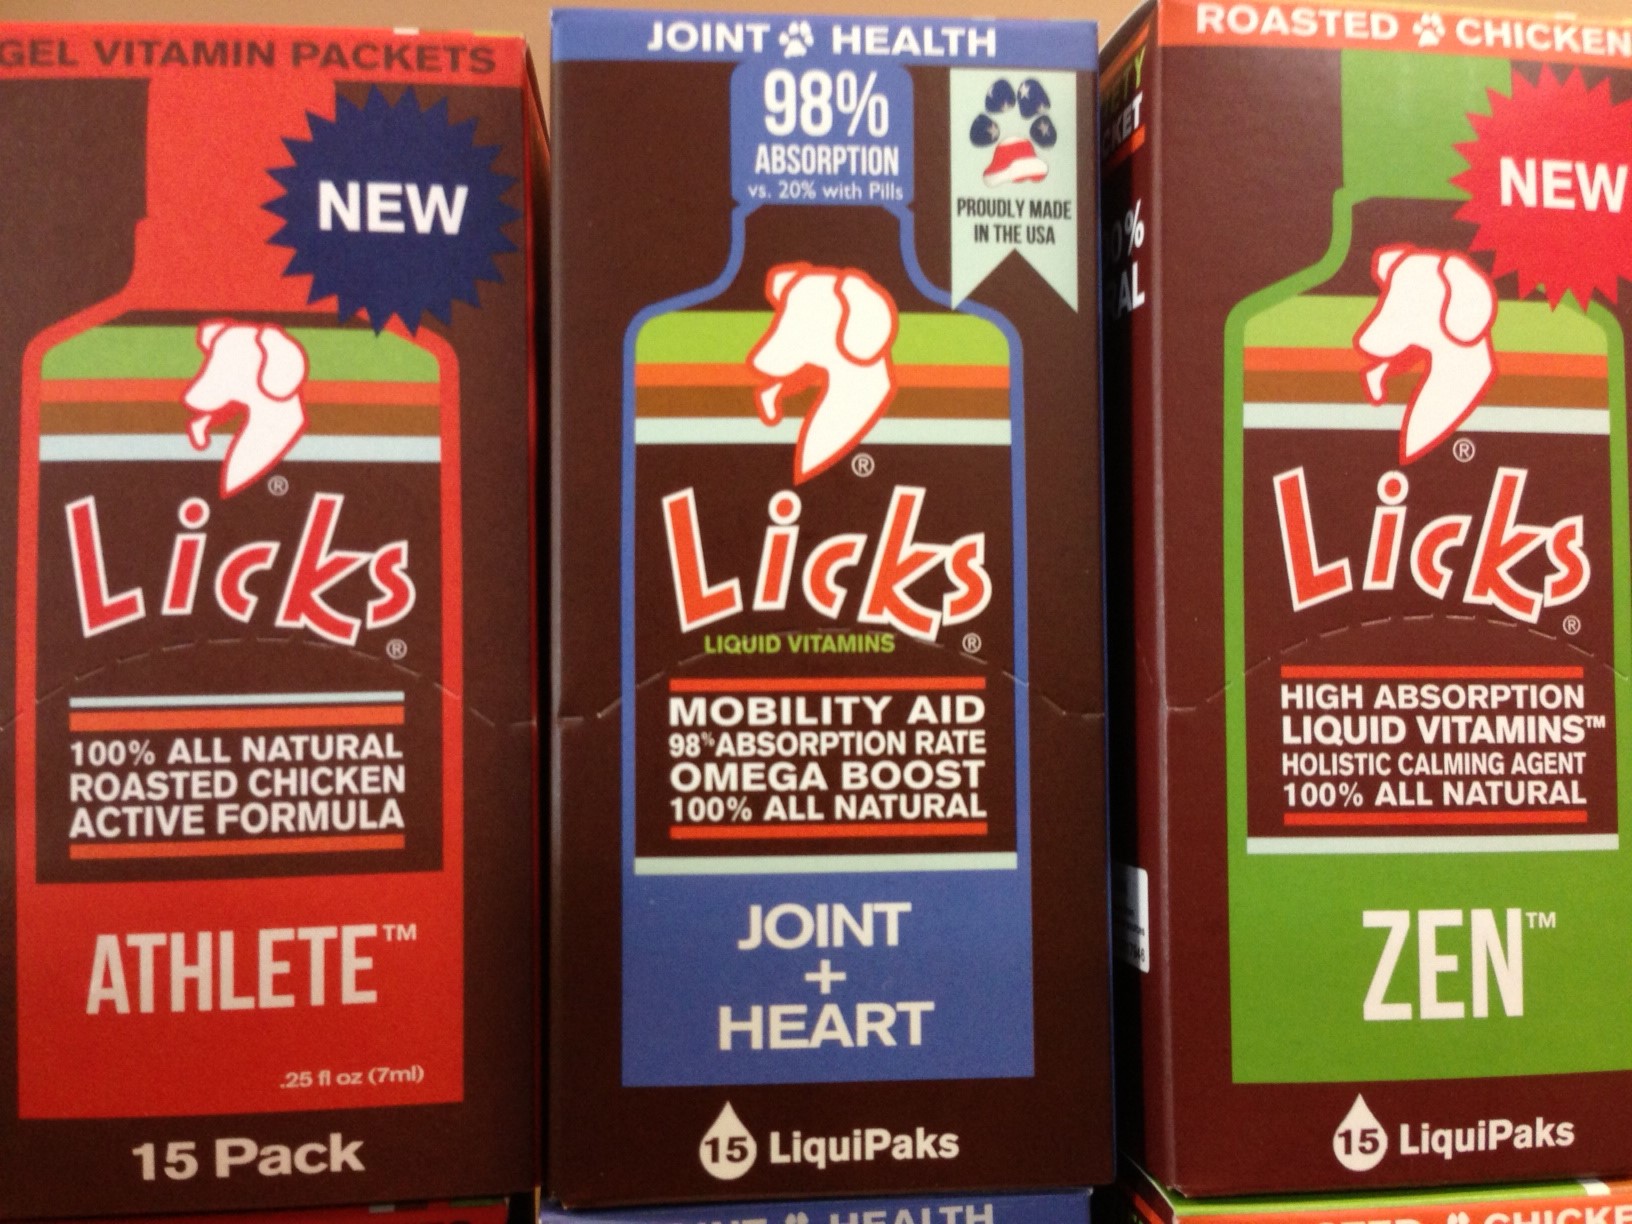 GEL VITAMIN PACKETS
NEW
®
Licks
®
100% ALL NATURAL
ROASTED CHICKEN
ACTIVE FORMULA
ATHLETE™
.25 fl oz (7ml)
15 Pack
JOINT HEALTH
98%
ABSORPTION
vs. 20% with Pills
PROUDLY MADE
IN THE USA
®
Licks
LIQUID VITAMINS ®
MOBILITY AID
98% ABSORPTION RATE
OMEGA BOOST
100% ALL NATURAL
JOINT
+
HEART
15 LiquiPaks
JOINT HEALTH
ROASTED CHICKEN
NEW
®
Licks
®
HIGH ABSORPTION
LIQUID VITAMINS™
HOLISTIC CALMING AGENT
100% ALL NATURAL
ZEN™
15 LiquiPaks